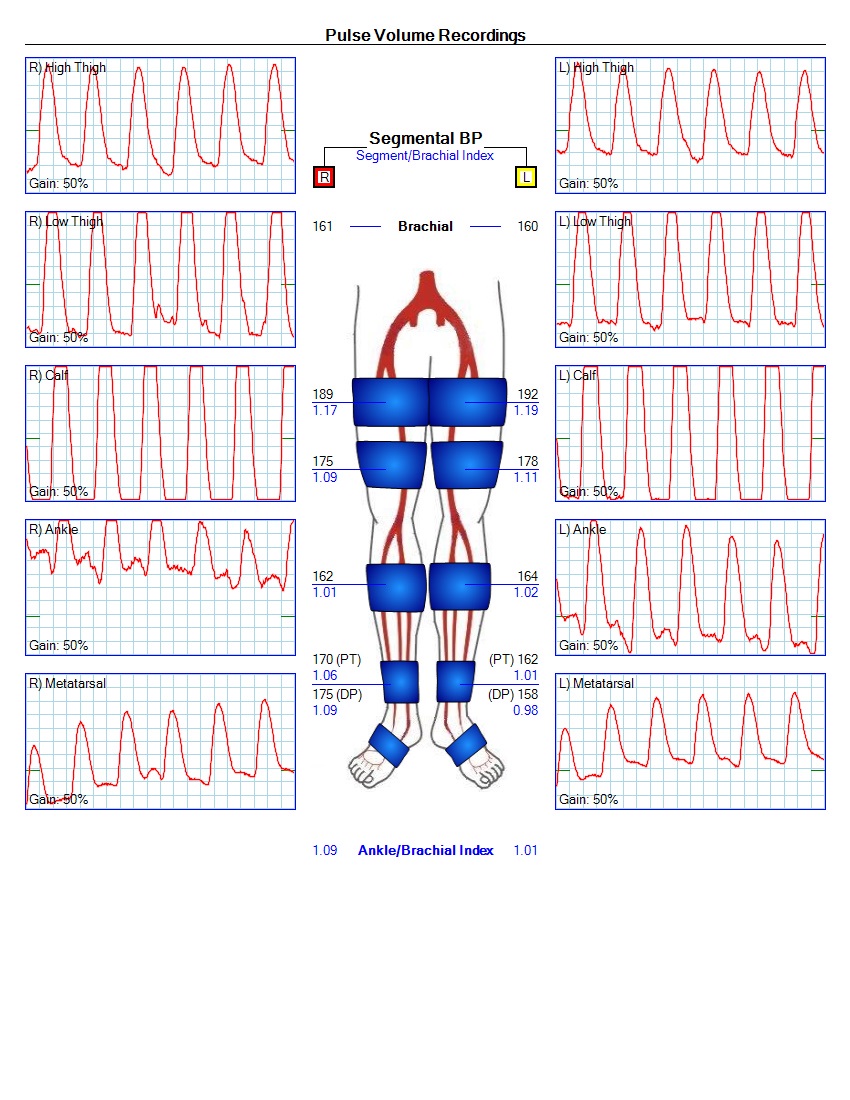 Pulse Volume Recordings
R) High Thigh
Gain: 50%
L) High Thigh
Gain: 50%
Segmental BP
Segment/Brachial Index
R
L
R) Low Thigh
Gain: 50%
161 Brachial 160
L) Low Thigh
Gain: 50%
R) Calf
Gain: 50%
189 192
1.17 1.19
175 178
1.09 1.11
L) Calf
Gain: 50%
R) Ankle
Gain: 50%
162 164
1.01 1.02
L) Ankle
Gain: 50%
170 (PT) (PT) 162
1.06 1.01
175 (DP) (DP) 158
1.09 0.98
R) Metatarsal
Gain: 50%
L) Metatarsal
Gain: 50%
1.09 Ankle/Brachial Index 1.01